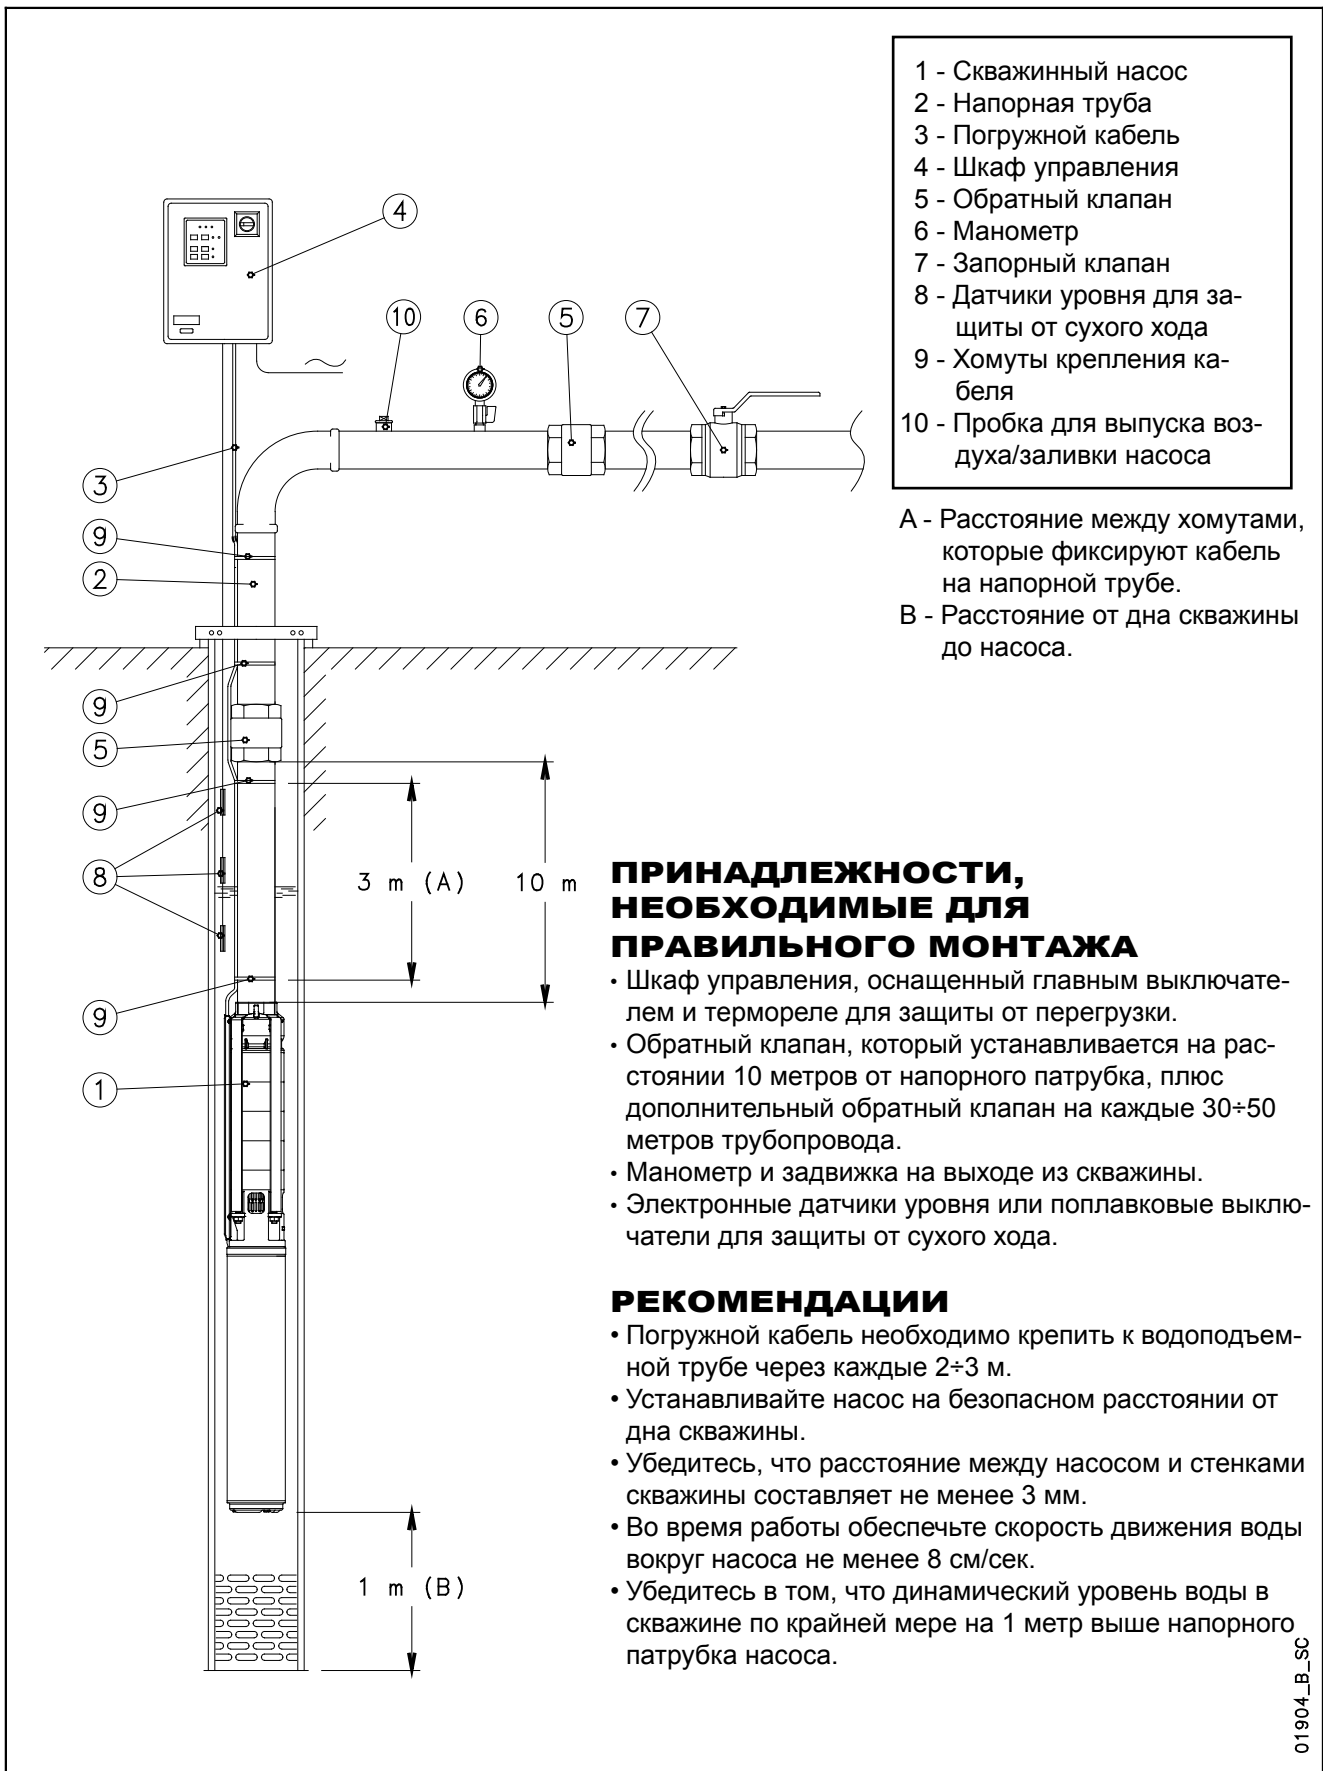 1 - Скважинный насос
2 - Напорная труба
3 - Погружной кабель
4 - Шкаф управления
5 - Обратный клапан
6 - Манометр
7 - Запорный клапан
8 - Датчики уровня для за-
щиты от сухого хода
9 - Хомуты крепления ка-
беля
10 - Пробка для выпуска воз-
духа/заливки насоса
A - Расстояние между хомутами,
которые фиксируют кабель
на напорной трубе.
B - Расстояние от дна скважины
до насоса.
4
10
6
5
7
3
9
2
9
5
9
8
9
1
3 m (A)
10 m
1 m (B)
ПРИНАДЛЕЖНОСТИ,
НЕОБХОДИМЫЕ ДЛЯ
ПРАВИЛЬНОГО МОНТАЖА
• Шкаф управления, оснащенный главным выключате-
лем и термореле для защиты от перегрузки.
• Обратный клапан, который устанавливается на рас-
стоянии 10 метров от напорного патрубка, плюс
дополнительный обратный клапан на каждые 30÷50
метров трубопровода.
• Манометр и задвижка на выходе из скважины.
• Электронные датчики уровня или поплавковые выклю-
чатели для защиты от сухого хода.
РЕКОМЕНДАЦИИ
• Погружной кабель необходимо крепить к водоподъем-
ной трубе через каждые 2÷3 м.
• Устанавливайте насос на безопасном расстоянии от
дна скважины.
• Убедитесь, что расстояние между насосом и стенками
скважины составляет не менее 3 мм.
• Во время работы обеспечьте скорость движения воды
вокруг насоса не менее 8 см/сек.
• Убедитесь в том, что динамический уровень воды в
скважине по крайней мере на 1 метр выше напорного
патрубка насоса.
01904_B_SC